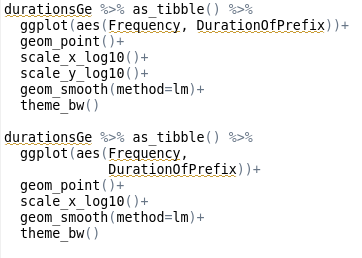 durationsGe %>% as_tibble() %>%
  ggplot(aes(Frequency, DurationOfPrefix))+
  geom_point()+
  scale_x_log10()+
  scale_y_log10()+
  geom_smooth(method=lm)+
  theme_bw()

durationsGe %>% as_tibble() %>%
  ggplot(aes(Frequency,
             DurationOfPrefix))+
  geom_point()+
  scale_x_log10()+
  geom_smooth(method=lm)+
  theme_bw()